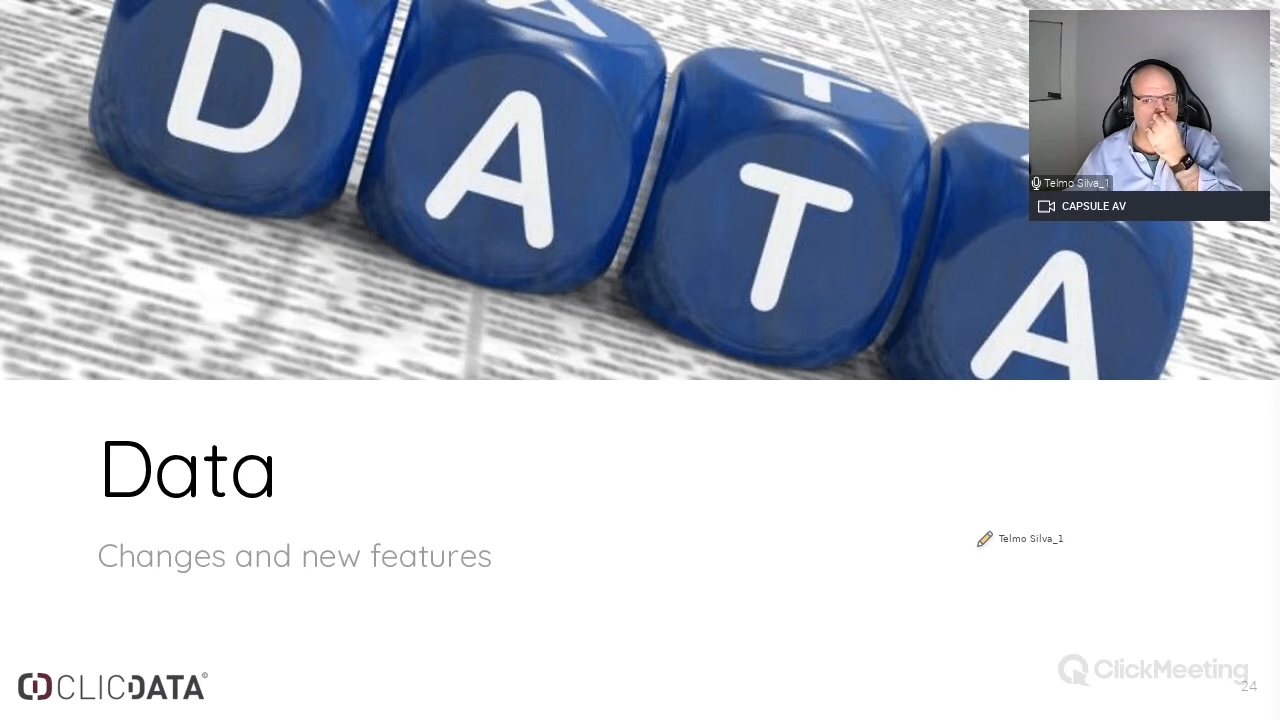 DATA
A
T
Telmo Silva_1
CAPSULE AV
Data
Changes and new features
Telmo Silva_1
CLICDATA®
ClickMeeting
24